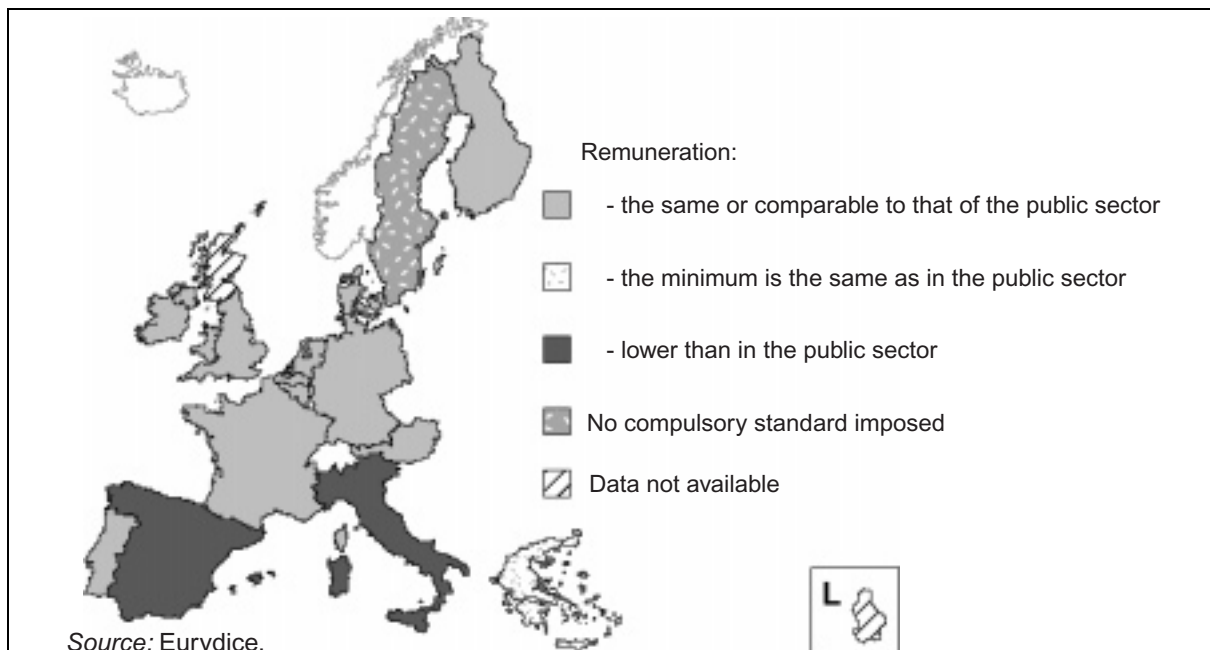 Remuneration:
- the same or comparable to that of the public sector
- the minimum is the same as in the public sector
- lower than in the public sector
No compulsory standard imposed
Data not available
L
Source: Eurydice.